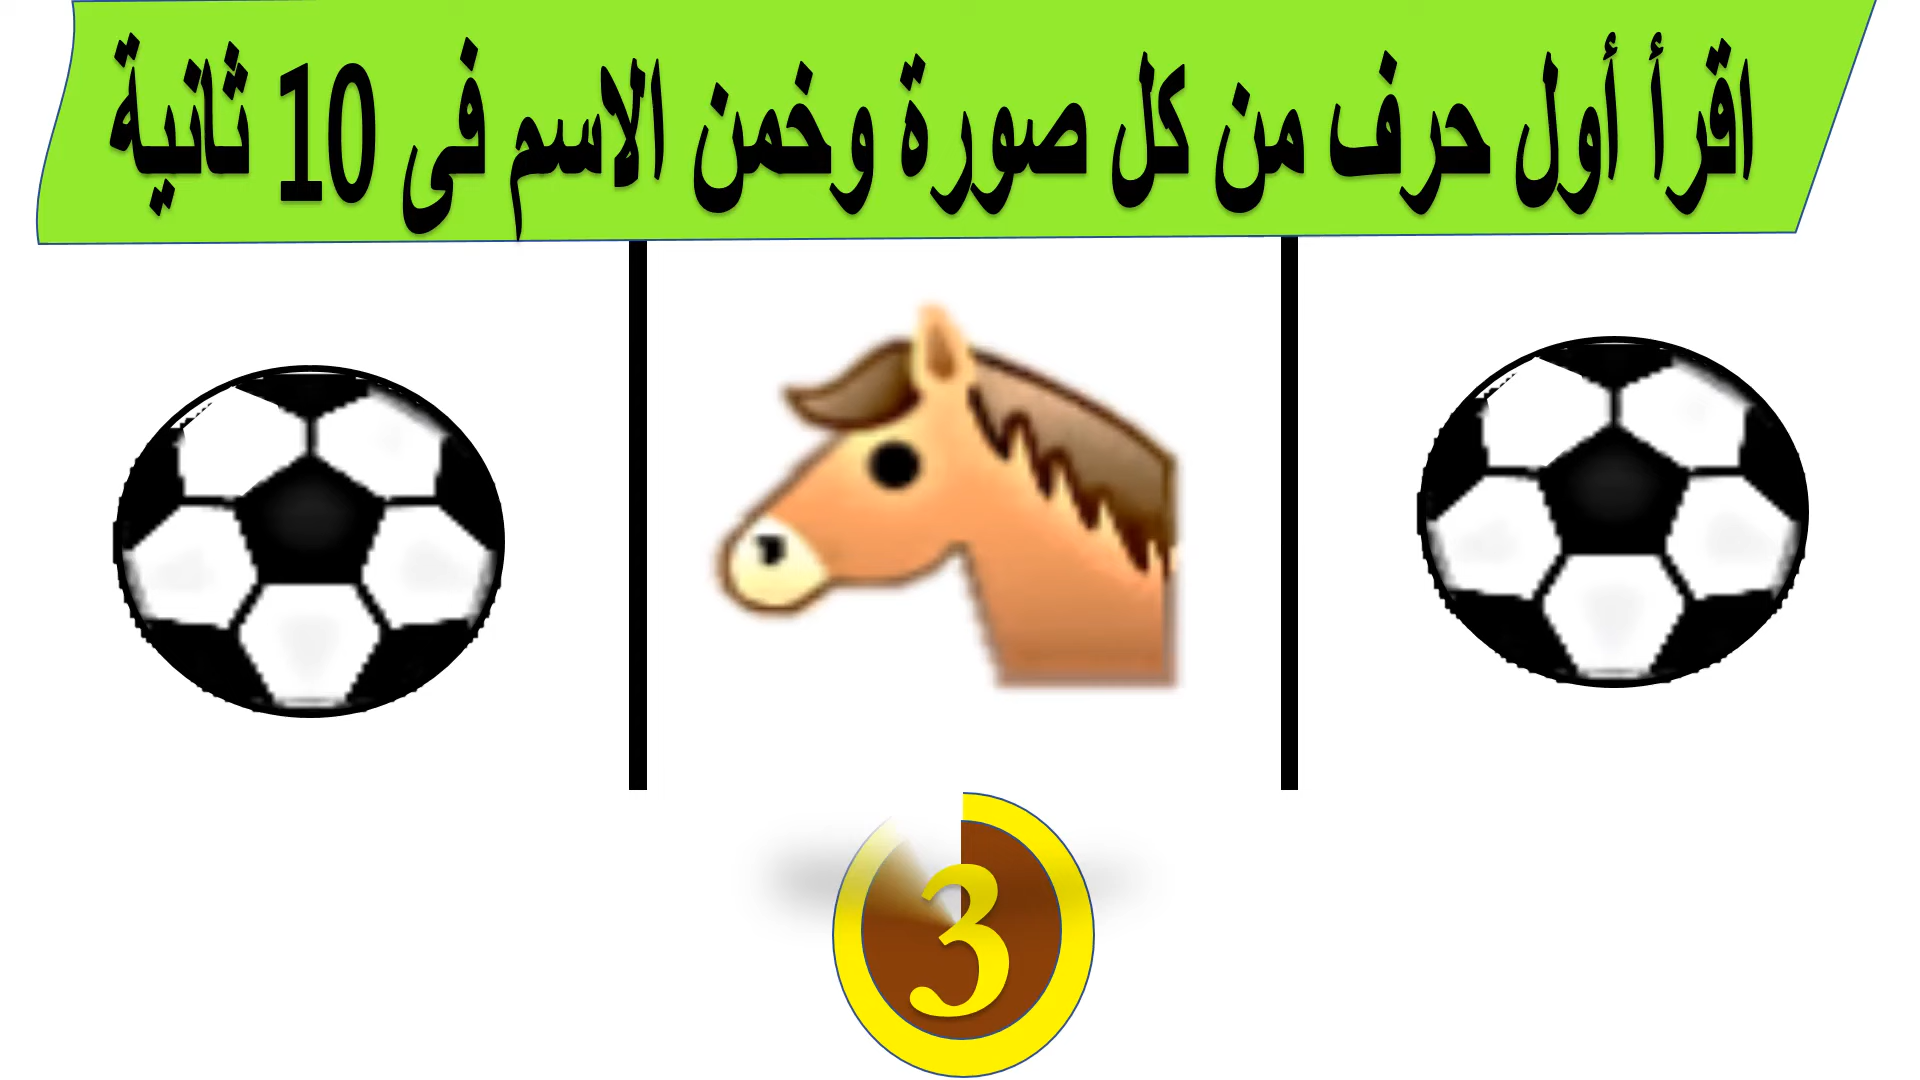 اقرأ أول حرف من كل صورة وخمن الاسم فى 10 ثانية
3